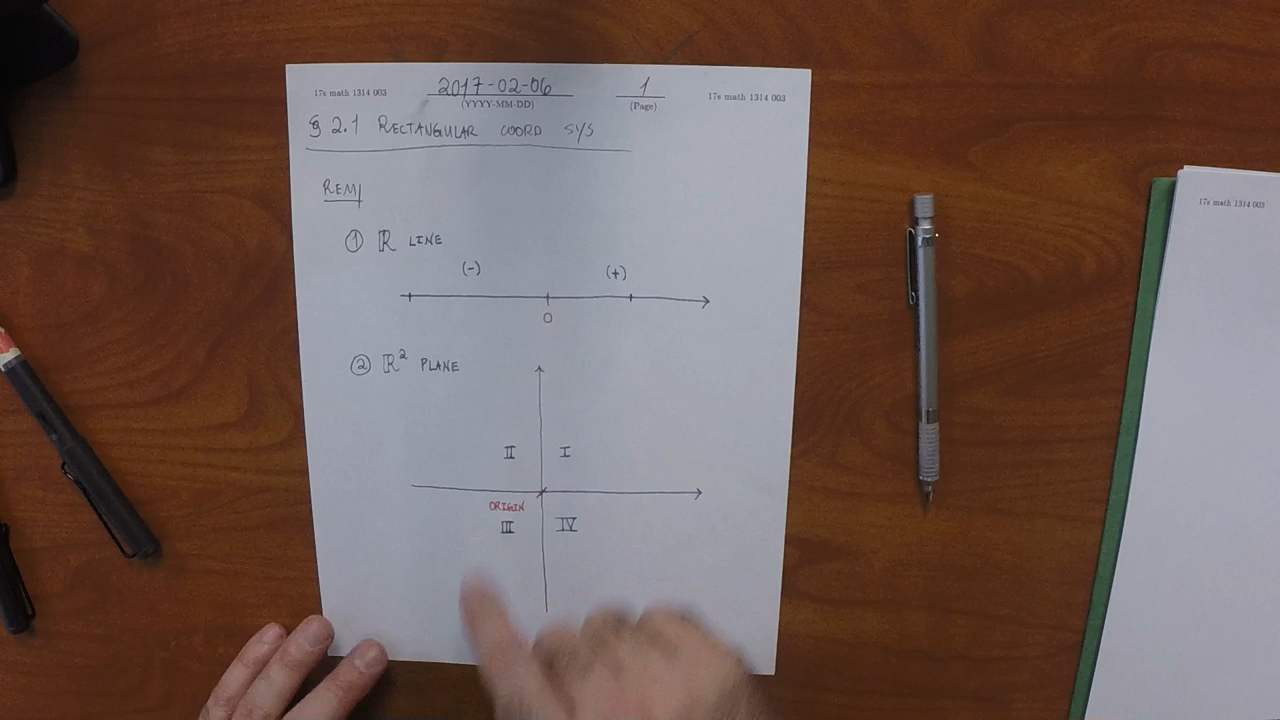 17s math 1314 003 2017-02-06 1 17s math 1314 003
(YYYY-MM-DD) (Page)
§ 2.1 RECTANGULAR COORD SYS
REM/
① ℝ LINE
(-) (+)
0
② ℝ² PLANE
II I
ORIGIN
III IV
17s math 1314 003